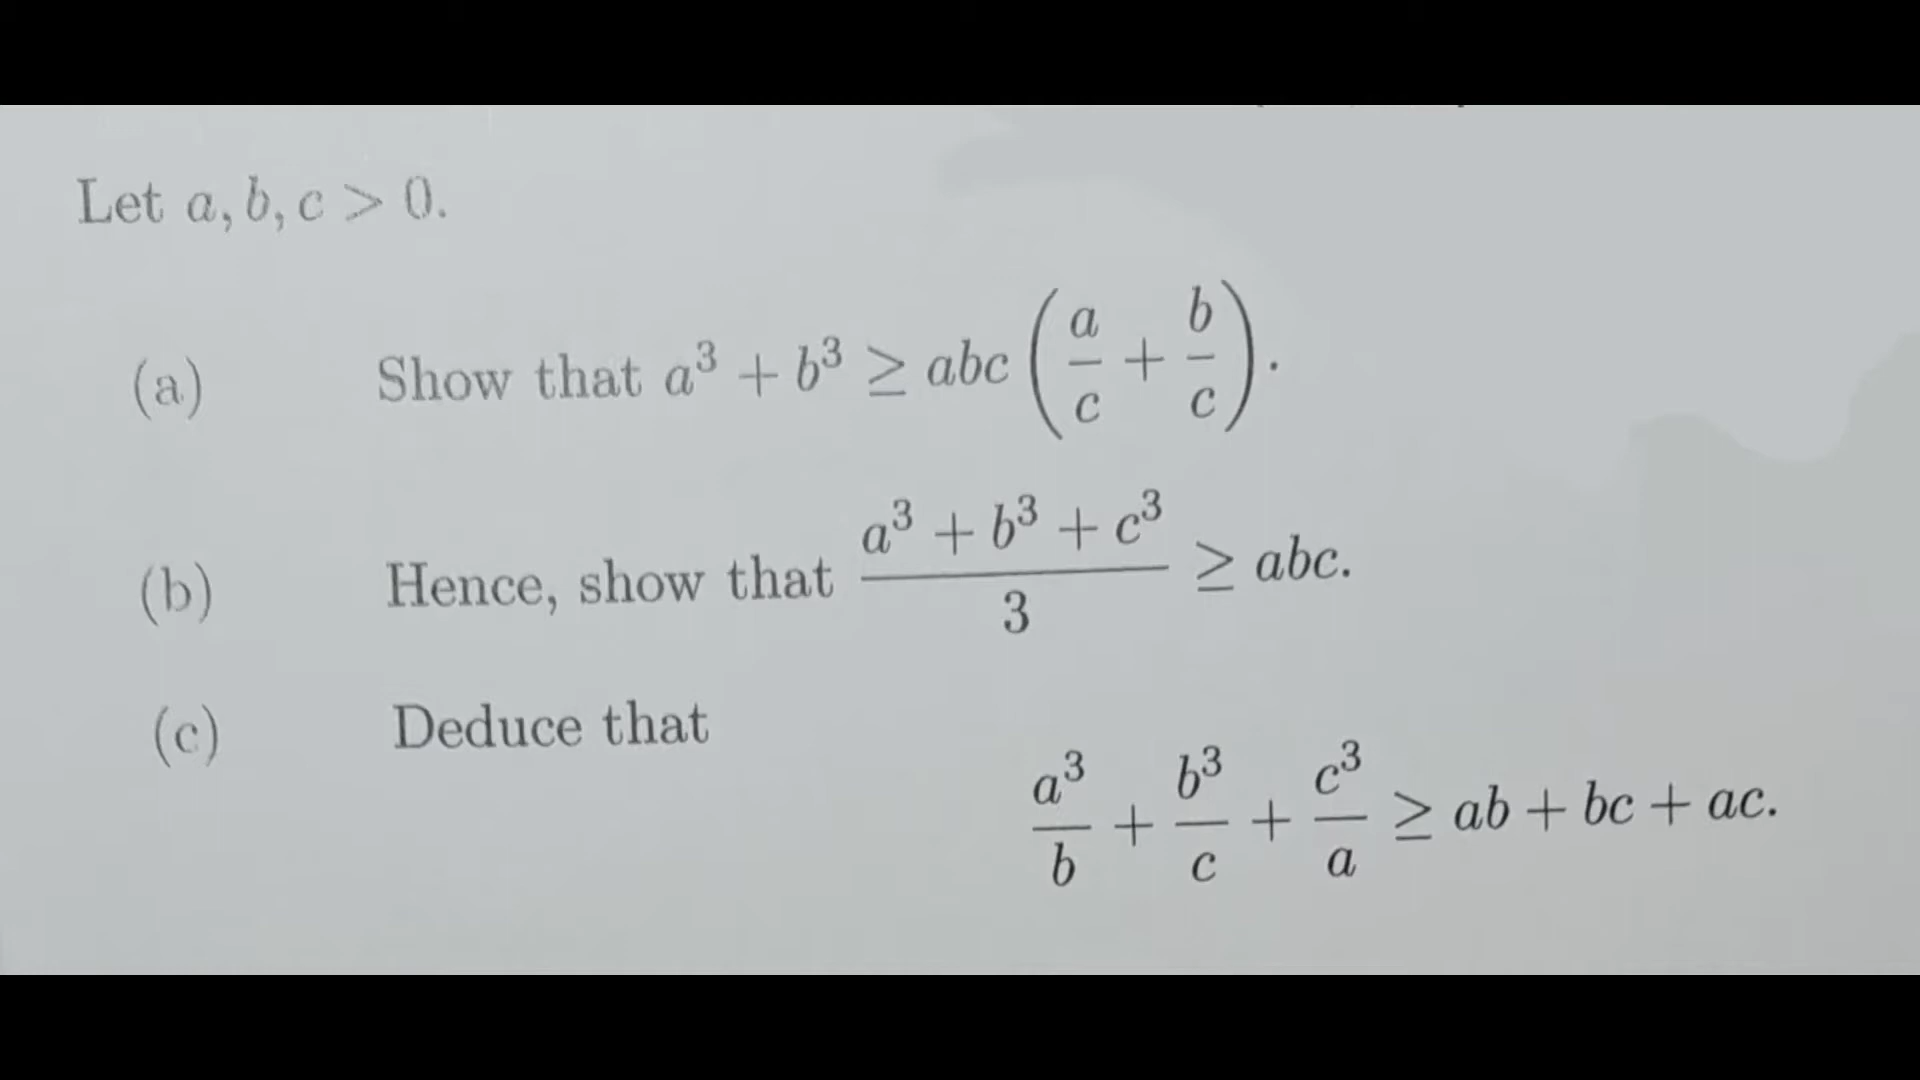 Let a, b, c > 0.
(a) Show that a³ + b³ ≥ abc (a/c + b/c).
(b) Hence, show that (a³ + b³ + c³)/3 ≥ abc.
(c) Deduce that
a³/b + b³/c + c³/a ≥ ab + bc + ac.